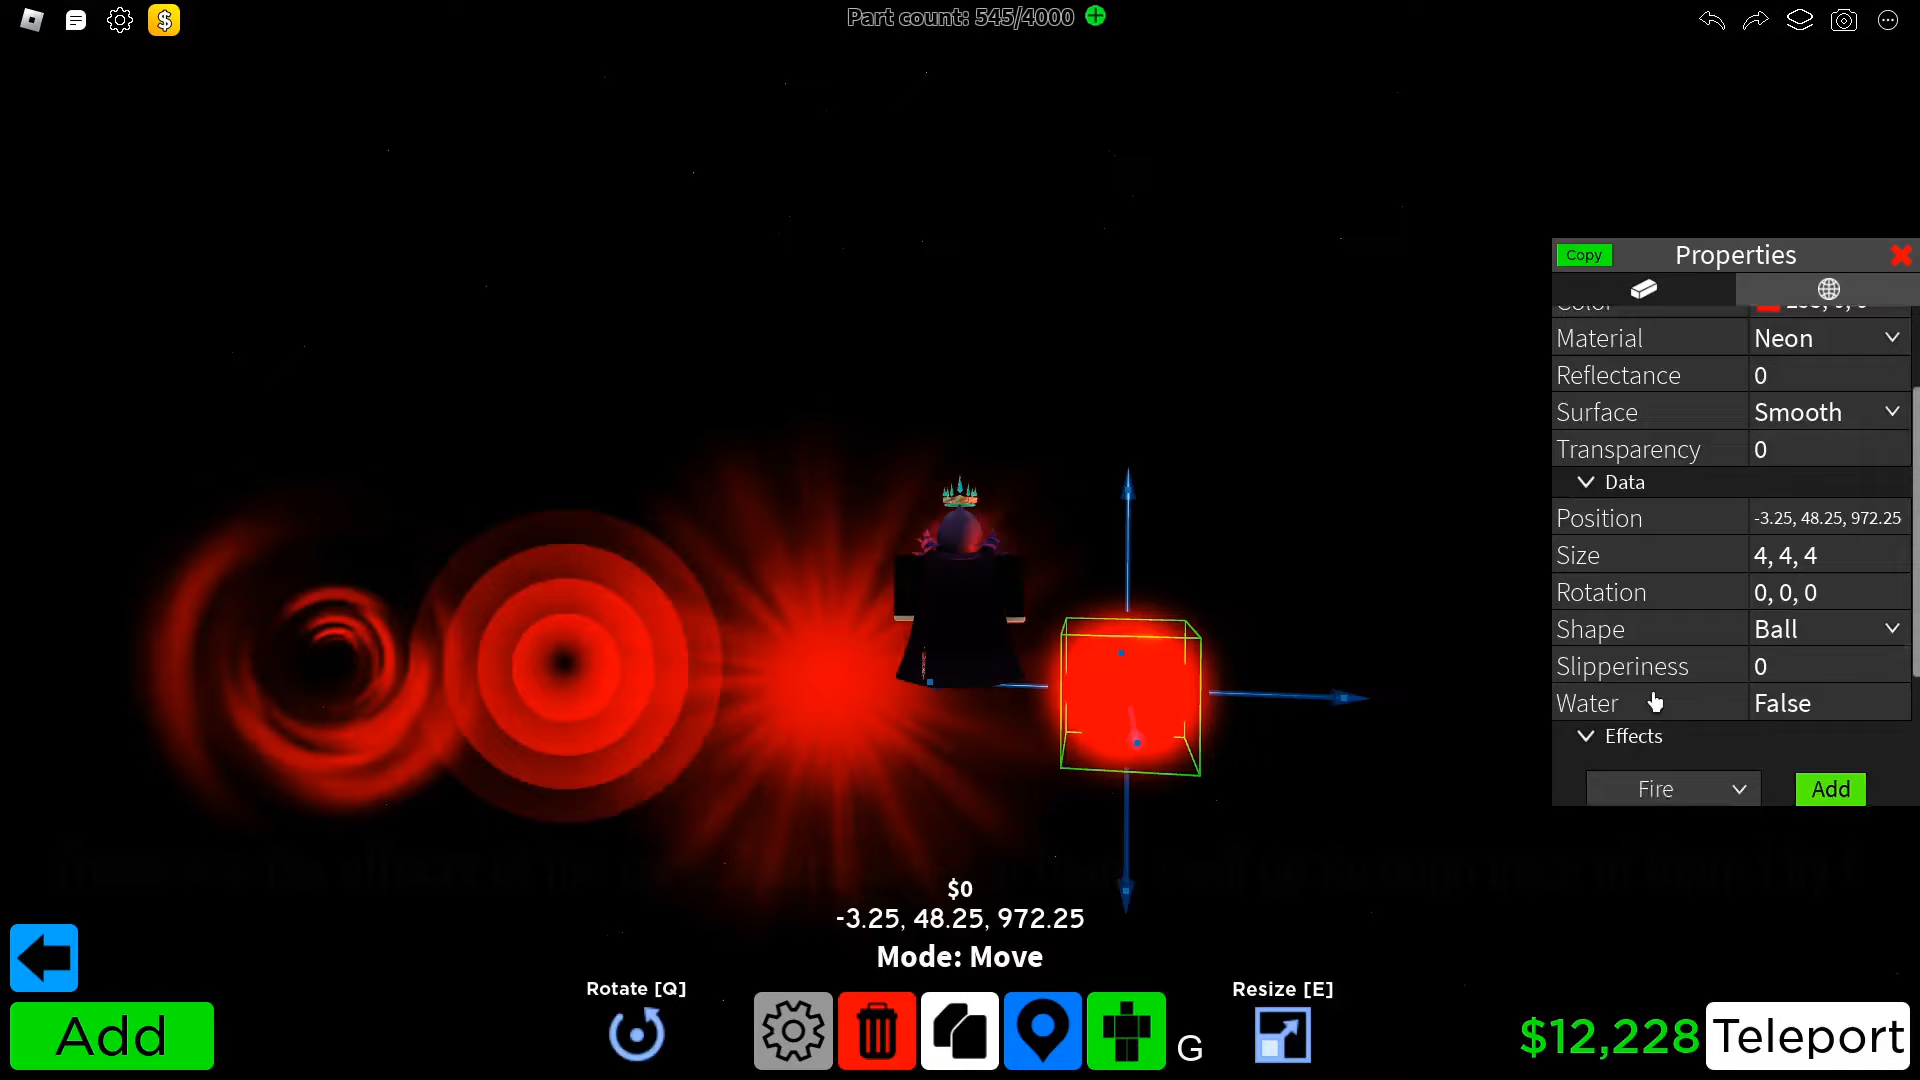 Part count: 545/4000
Copy
Properties
Material Neon
Reflectance 0
Surface Smooth
Transparency 0
Data
Position -3.25, 48.25, 972.25
Size 4, 4, 4
Rotation 0, 0, 0
Shape Ball
Slipperiness 0
Water False
Effects
Fire Add
$0
-3.25, 48.25, 972.25
Mode: Move
Rotate [Q]
Resize [E]
Add
G
$12,228
Teleport